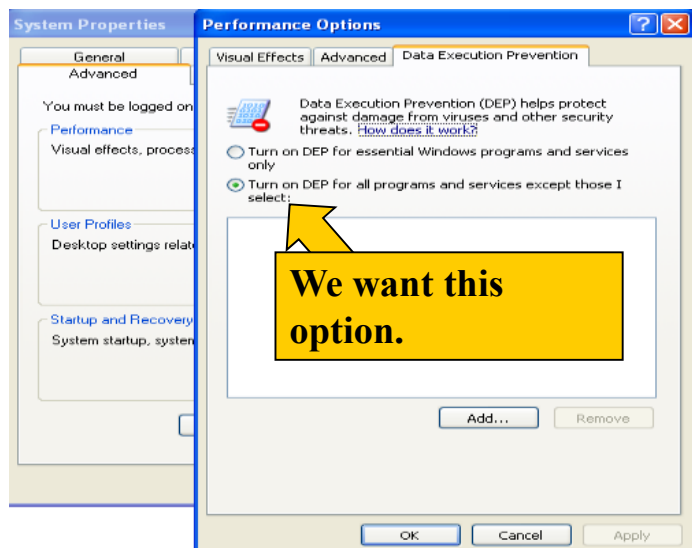 System Properties
General
Advanced
You must be logged on
Performance
Visual effects, process
User Profiles
Desktop settings relat
Startup and Recovery
System startup, system
Performance Options
Visual Effects
Advanced
Data Execution Prevention
Data Execution Prevention (DEP) helps protect
against damage from viruses and other security
threats. How does it work?
Turn on DEP for essential Windows programs and services
only
Turn on DEP for all programs and services except those I
select:
We want this
option.
Add...
Remove
OK
Cancel
Apply